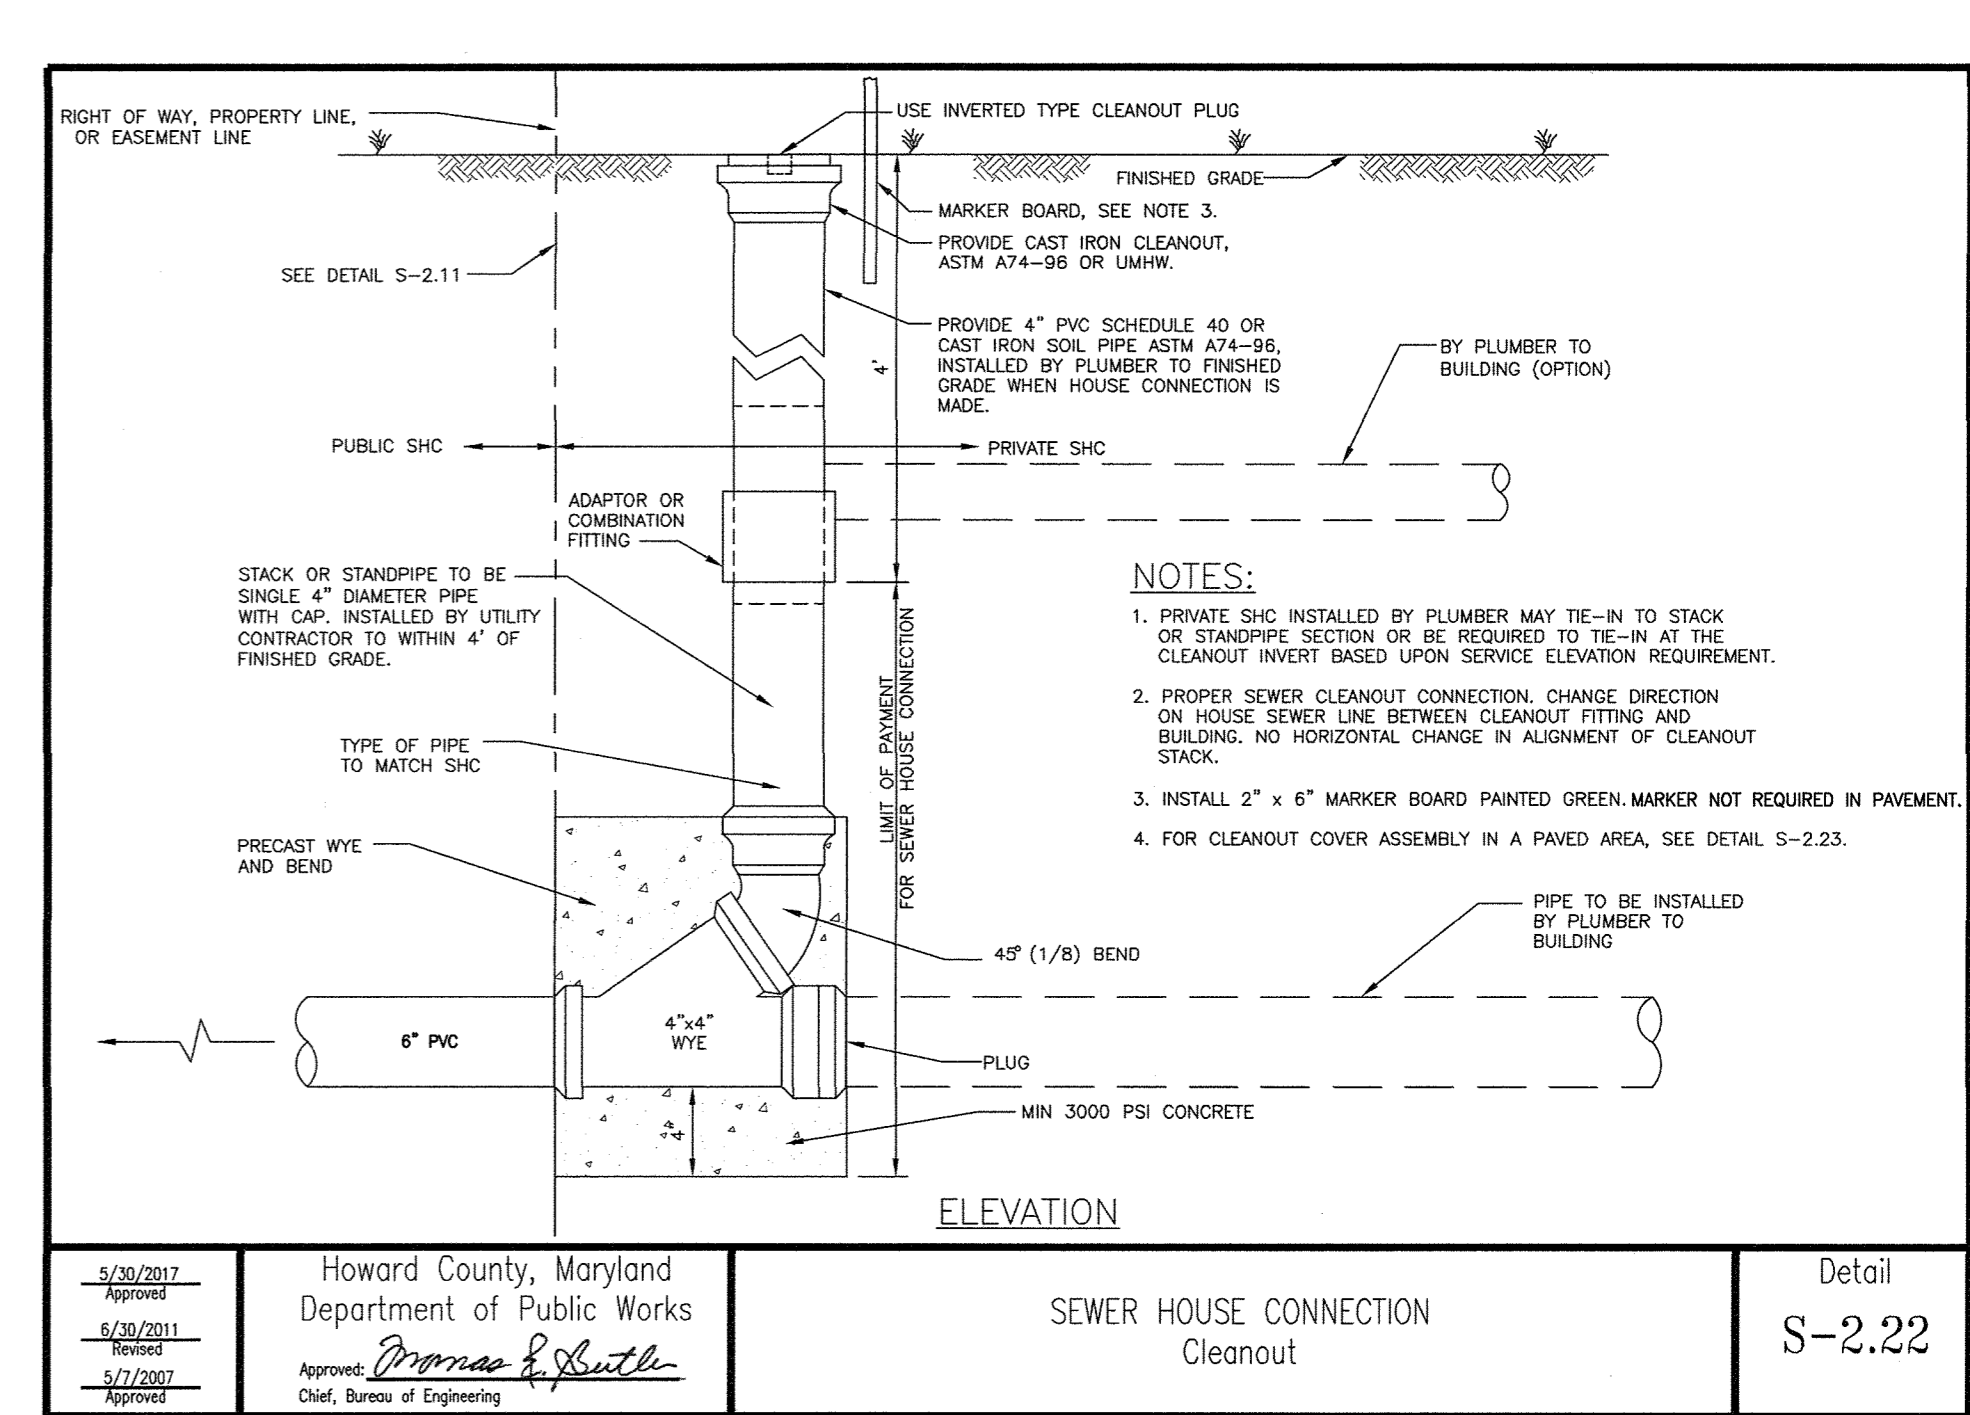 RIGHT OF WAY, PROPERTY LINE,
OR EASEMENT LINE
USE INVERTED TYPE CLEANOUT PLUG
FINISHED GRADE
MARKER BOARD, SEE NOTE 3.
PROVIDE CAST IRON CLEANOUT,
ASTM A74-96 OR UMHW.
SEE DETAIL S-2.11
PROVIDE 4" PVC SCHEDULE 40 OR
CAST IRON SOIL PIPE ASTM A74-96,
INSTALLED BY PLUMBER TO FINISHED
GRADE WHEN HOUSE CONNECTION IS
MADE.
4'
BY PLUMBER TO
BUILDING (OPTION)
PUBLIC SHC
PRIVATE SHC
ADAPTOR OR
COMBINATION
FITTING
STACK OR STANDPIPE TO BE
SINGLE 4" DIAMETER PIPE
WITH CAP. INSTALLED BY UTILITY
CONTRACTOR TO WITHIN 4' OF
FINISHED GRADE.
LIMIT OF PAYMENT
FOR SEWER HOUSE CONNECTION
TYPE OF PIPE
TO MATCH SHC
PRECAST WYE
AND BEND
NOTES:
1. PRIVATE SHC INSTALLED BY PLUMBER MAY TIE-IN TO STACK
OR STANDPIPE SECTION OR BE REQUIRED TO TIE-IN AT THE
CLEANOUT INVERT BASED UPON SERVICE ELEVATION REQUIREMENT.
2. PROPER SEWER CLEANOUT CONNECTION. CHANGE DIRECTION
ON HOUSE SEWER LINE BETWEEN CLEANOUT FITTING AND
BUILDING. NO HORIZONTAL CHANGE IN ALIGNMENT OF CLEANOUT
STACK.
3. INSTALL 2" x 6" MARKER BOARD PAINTED GREEN. MARKER NOT REQUIRED IN PAVEMENT.
4. FOR CLEANOUT COVER ASSEMBLY IN A PAVED AREA, SEE DETAIL S-2.23.
PIPE TO BE INSTALLED
BY PLUMBER TO
BUILDING
45° (1/8) BEND
6" PVC
4"x4"
WYE
PLUG
MIN 3000 PSI CONCRETE
4"
ELEVATION
5/30/2017
Approved
6/30/2011
Revised
5/7/2007
Approved
Howard County, Maryland
Department of Public Works
Approved: Thomas E. Butler
Chief, Bureau of Engineering
SEWER HOUSE CONNECTION
Cleanout
Detail
S-2.22